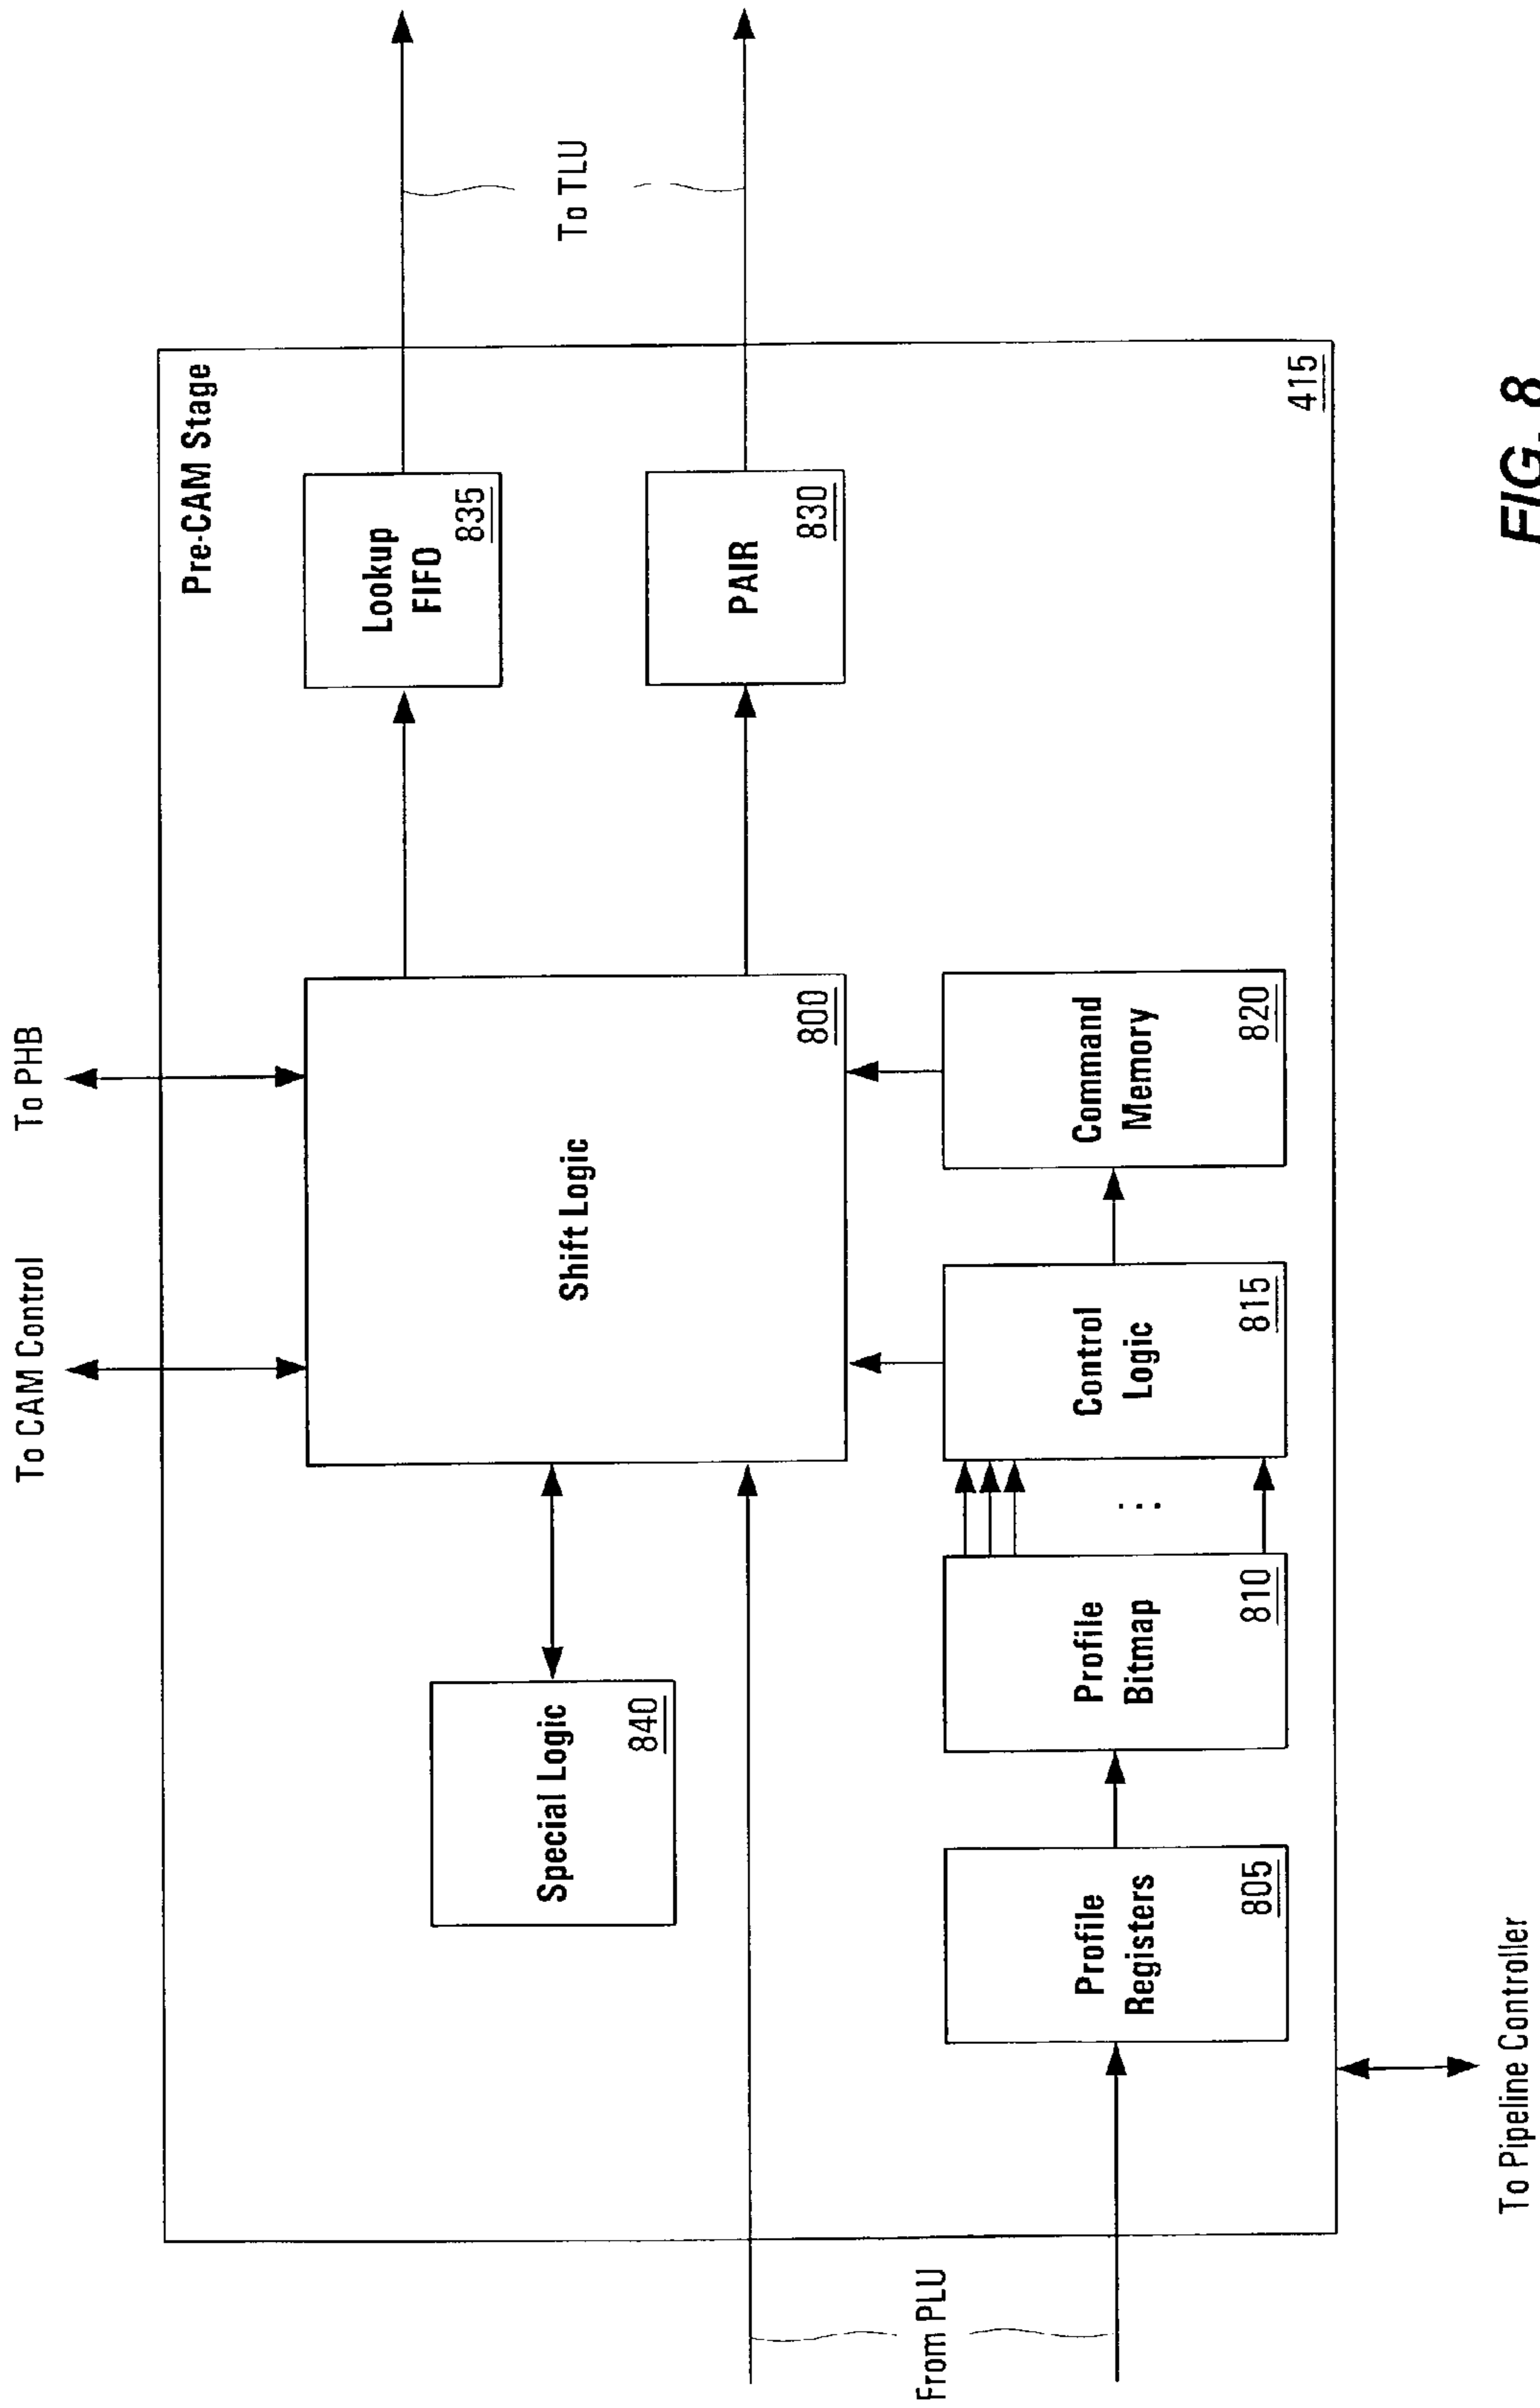 To CAM Control
To PHB
Pre-CAM Stage
Special Logic
840
Shift Logic
800
Lookup
FIFO
835
PAIR
830
To TLU
From PLU
Profile
Registers
805
Profile
Bitmap
810
Control
Logic
815
Command
Memory
820
415
To Pipeline Controller
FIG. 8